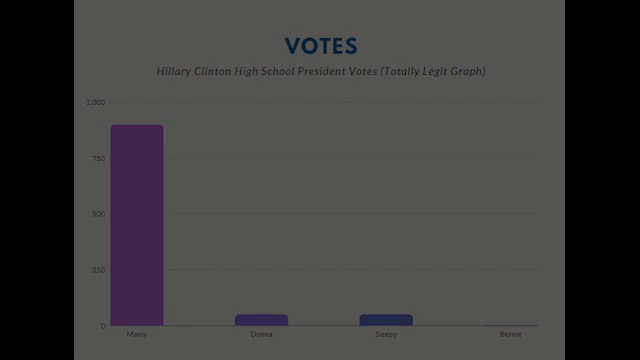 VOTES
Hillary Clinton High School President Votes (Totally Legit Graph)
1,000
750
500
250
0
Manly Donna Sleepy Bernie